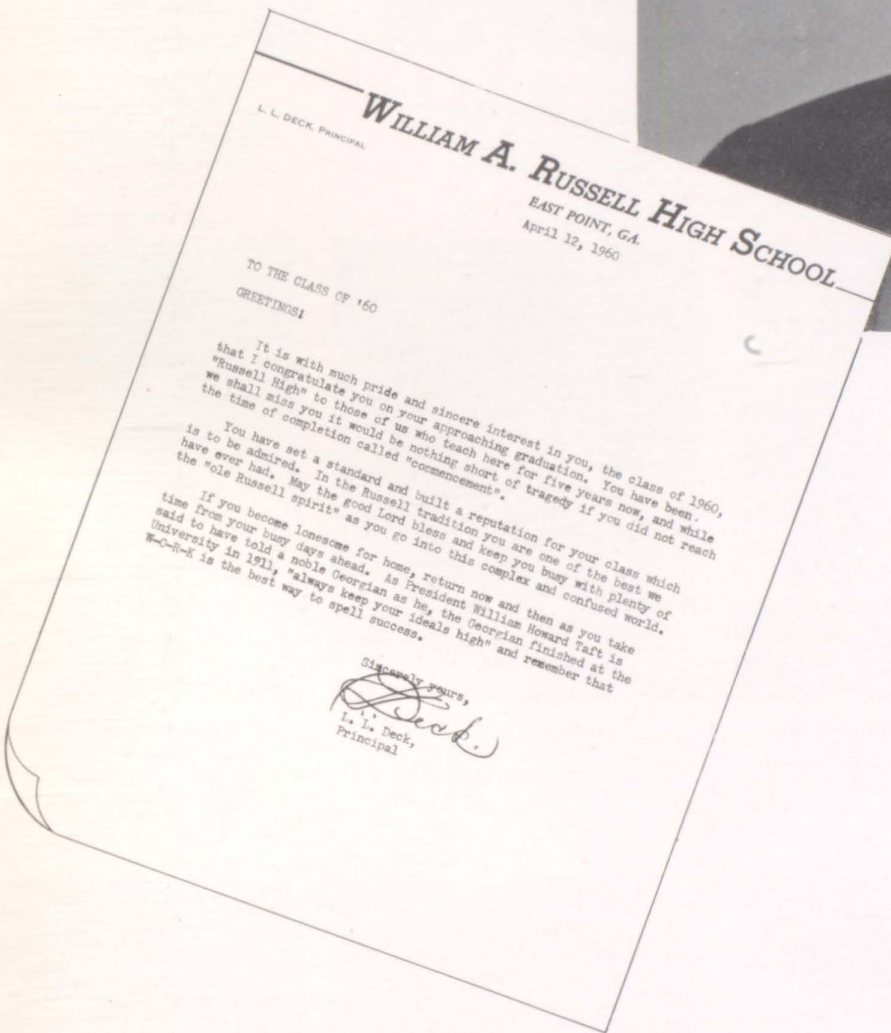 WILLIAM A. RUSSELL HIGH SCHOOL
L. L. DECK, PRINCIPAL
EAST POINT, GA.
April 12, 1960
TO THE CLASS OF '60
GREETINGS:
It is with much pride and sincere interest in you, the class of 1960,
that I congratulate you on your approaching graduation. You have been.
"Russell High" to those of us who teach here for five years now, and while
we shall miss you it would be nothing short of tragedy if you did not reach
the time of completion called "commencement".
You have set a standard and built a reputation for your class which
is to be admired. In the Russell tradition you are one of the best we
have ever had. May the good Lord bless and keep you busy with plenty of
the "ole Russell spirit" as you go into this complex and confused world.
If you become lonesome for home, return now and then as you take
time from your busy days ahead. As President William Howard Taft is
said to have told a noble Georgian as he, the Georgian finished at the
University in 1911, "always keep your ideals high" and remember that
W-O-R-K is the best way to spell success.
Sincerely yours,
L L Deck.
L. L. Deck,
Principal